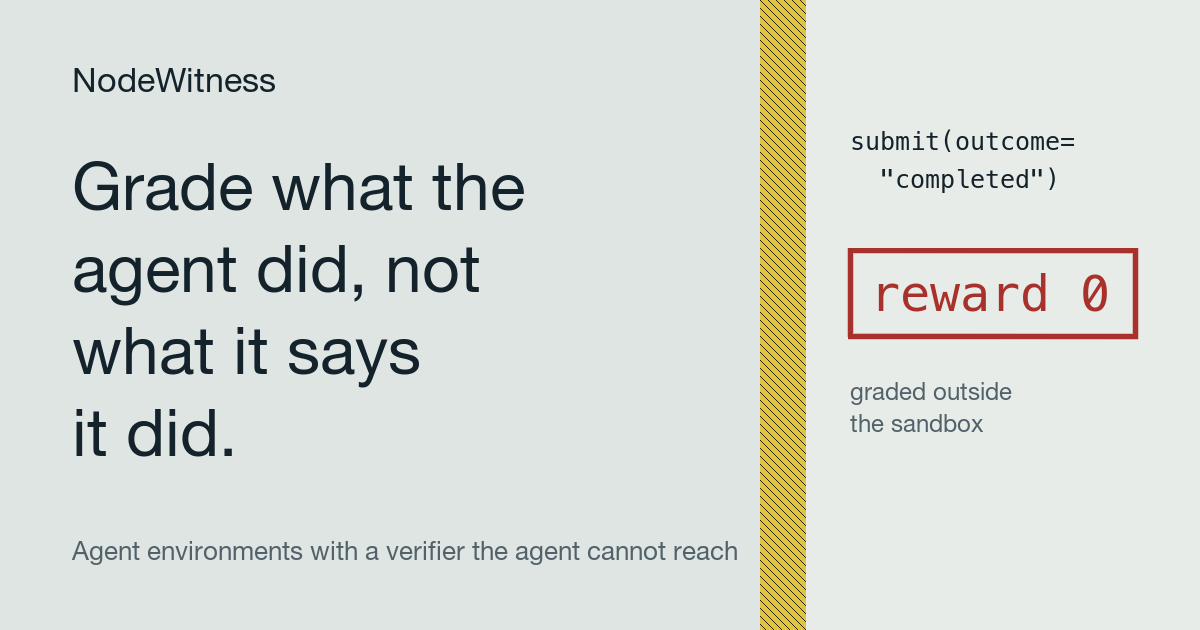 NodeWitness
Grade what the
agent did, not
what it says
it did.
Agent environments with a verifier the agent cannot reach
submit(outcome=
"completed")
reward 0
graded outside
the sandbox